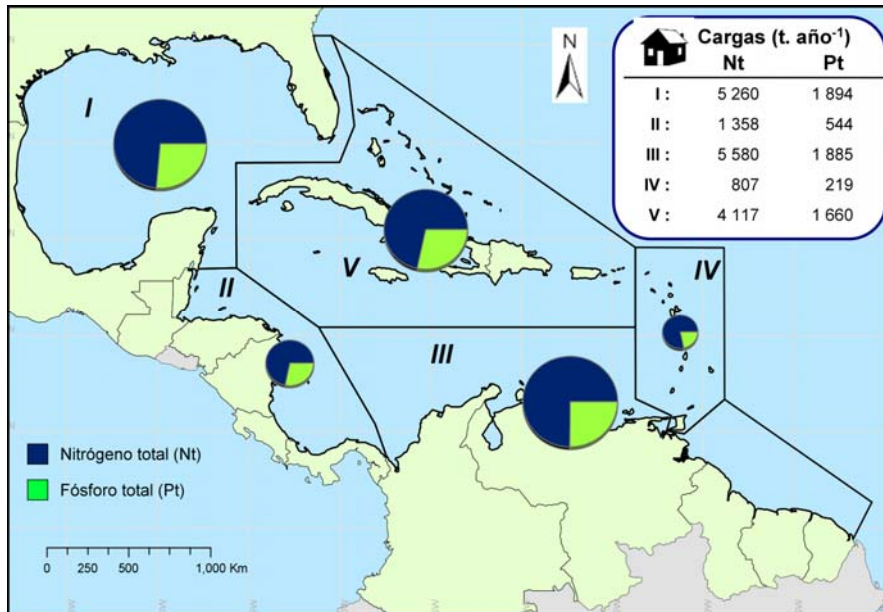 N
Cargas (t. año-1)
Nt Pt
I : 5 260 1 894
II : 1 358 544
III : 5 580 1 885
IV : 807 219
V : 4 117 1 660
I
IV
V
II
III
Nitrógeno total (Nt)
Fósforo total (Pt)
0 250 500 1,000 Km